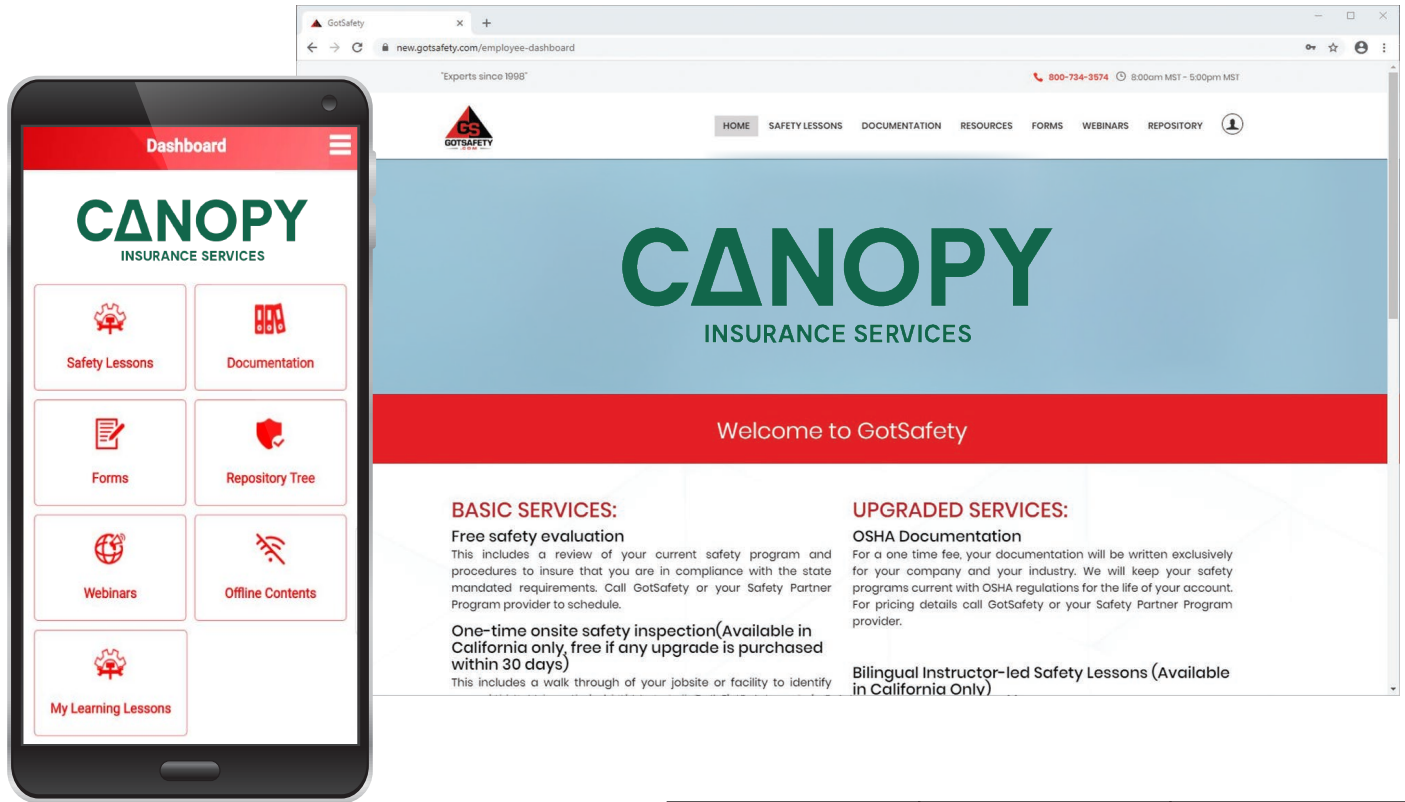 GotSafety
new.gotsafety.com/employee-dashboard
"Experts since 1998"
800-734-3574 8:00am MST - 5:00pm MST
GS
GOTSAFETY
.COM
HOME SAFETY LESSONS DOCUMENTATION RESOURCES FORMS WEBINARS REPOSITORY
CANOPY
INSURANCE SERVICES
Welcome to GotSafety
BASIC SERVICES:
Free safety evaluation
This includes a review of your current safety program and
procedures to insure that you are in compliance with the state
mandated requirements. Call GotSafety or your Safety Partner
Program provider to schedule.
One-time onsite safety inspection(Available in
California only, free if any upgrade is purchased
within 30 days)
This includes a walk through of your jobsite or facility to identify
UPGRADED SERVICES:
OSHA Documentation
For a one time fee, your documentation will be written exclusively
for your company and your industry. We will keep your safety
programs current with OSHA regulations for the life of your account.
For pricing details call GotSafety or your Safety Partner Program
provider.
Bilingual Instructor-led Safety Lessons (Available
in California Only)
Dashboard
CANOPY
INSURANCE SERVICES
Safety Lessons
Documentation
Forms
Repository Tree
Webinars
Offline Contents
My Learning Lessons